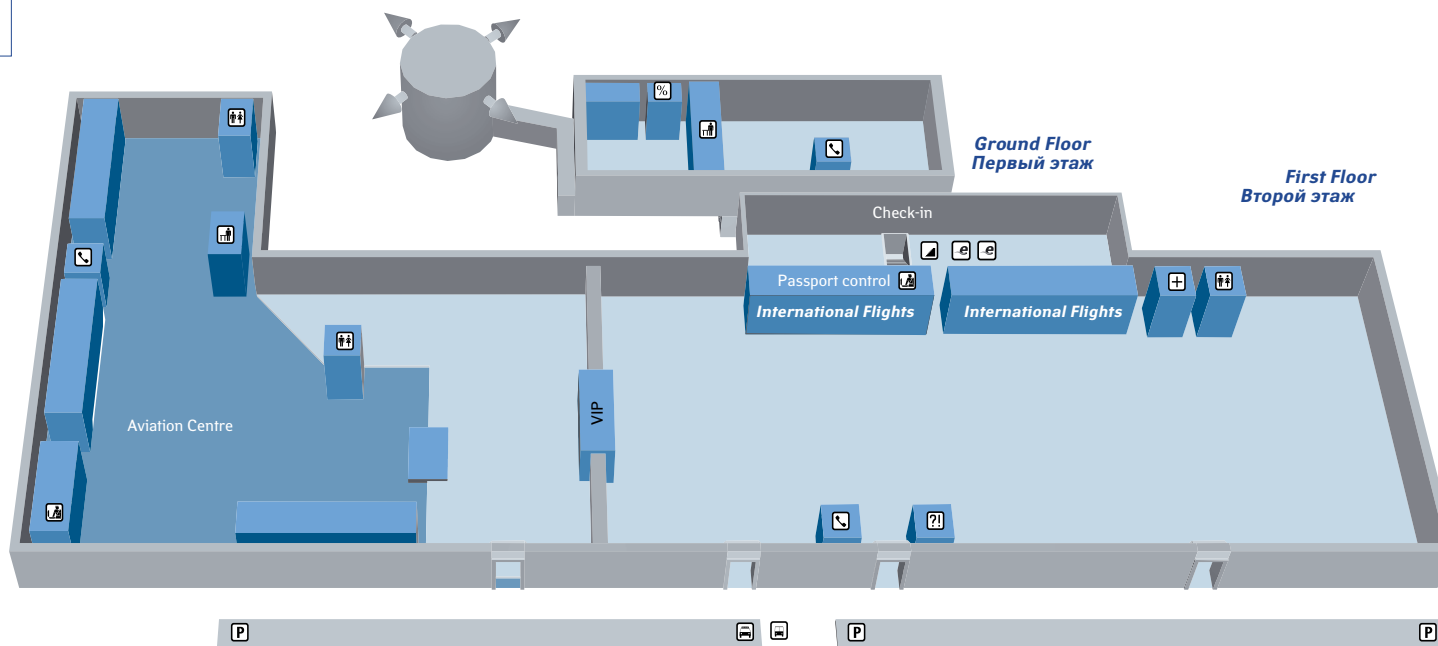 %
Ground Floor
Первый этаж
First Floor
Второй этаж
Check-in
e e
Passport control
International Flights
International Flights
VIP
Aviation Centre
?!
P
P
P